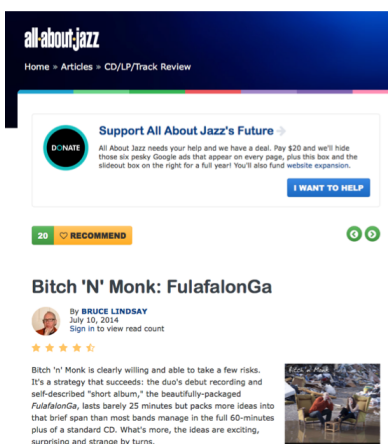 all about jazz
Home » Articles » CD/LP/Track Review
DONATE
Support All About Jazz's Future
All About Jazz needs your help and we have a deal. Pay $20 and we'll hide
those six pesky Google ads that appear on every page, plus this box and the
slideout box on the right for a full year! You'll also fund website expansion.
I WANT TO HELP
20 RECOMMEND
Bitch 'N' Monk: FulafalonGa
By BRUCE LINDSAY
July 10, 2014
Sign in to view read count
Bitch 'n' Monk is clearly willing and able to take a few risks.
It's a strategy that succeeds: the duo's debut recording and
self-described "short album," the beautifully-packaged
FulafalonGa, lasts barely 25 minutes but packs more ideas into
that brief span than most bands manage in the full 60-minutes
plus of a standard CD. What's more, the ideas are exciting,
surprising and strange by turns.
Bitch 'n' Monk